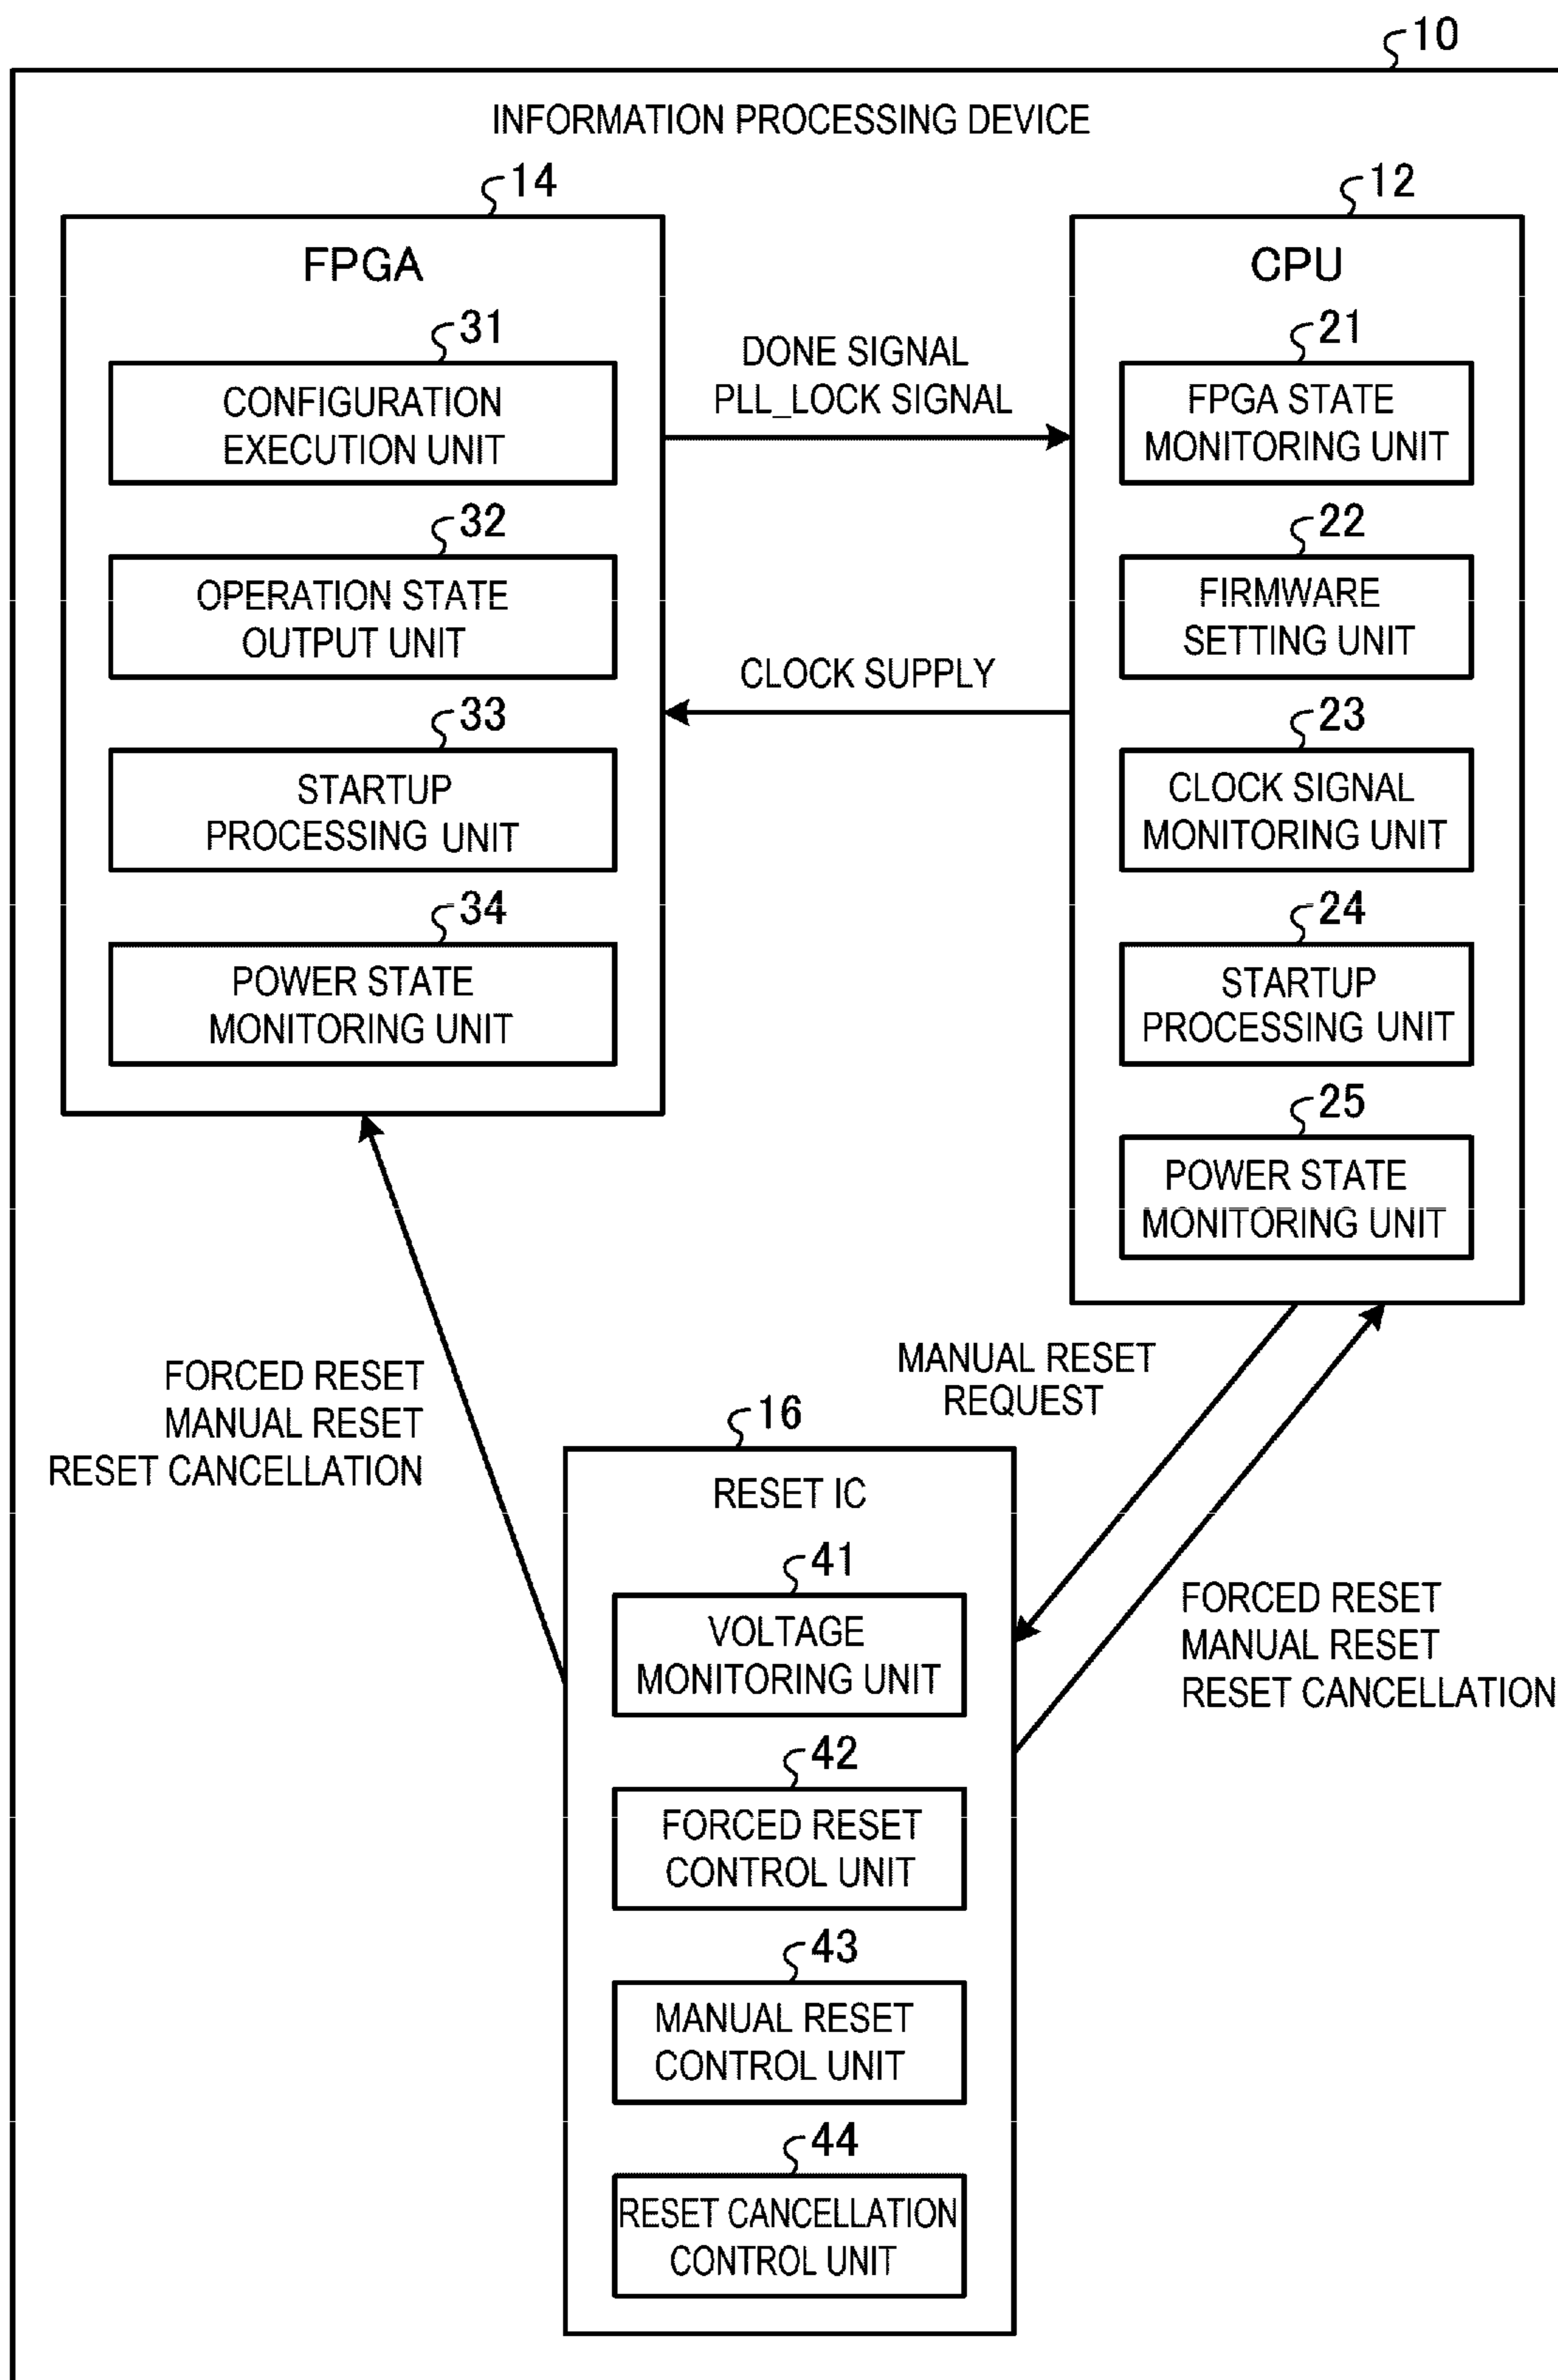 10
INFORMATION PROCESSING DEVICE
14
FPGA
31
CONFIGURATION
EXECUTION UNIT
32
OPERATION STATE
OUTPUT UNIT
33
STARTUP
PROCESSING UNIT
34
POWER STATE
MONITORING UNIT
DONE SIGNAL
PLL_LOCK SIGNAL
CLOCK SUPPLY
12
CPU
21
FPGA STATE
MONITORING UNIT
22
FIRMWARE
SETTING UNIT
23
CLOCK SIGNAL
MONITORING UNIT
24
STARTUP
PROCESSING UNIT
25
POWER STATE
MONITORING UNIT
FORCED RESET
MANUAL RESET
RESET CANCELLATION
MANUAL RESET
REQUEST
FORCED RESET
MANUAL RESET
RESET CANCELLATION
16
RESET IC
41
VOLTAGE
MONITORING UNIT
42
FORCED RESET
CONTROL UNIT
43
MANUAL RESET
CONTROL UNIT
44
RESET CANCELLATION
CONTROL UNIT